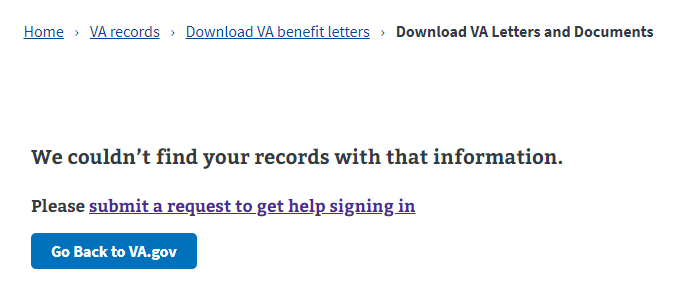 Home › VA records › Download VA benefit letters › Download VA Letters and Documents
We couldn’t find your records with that information.
Please submit a request to get help signing in
Go Back to VA.gov